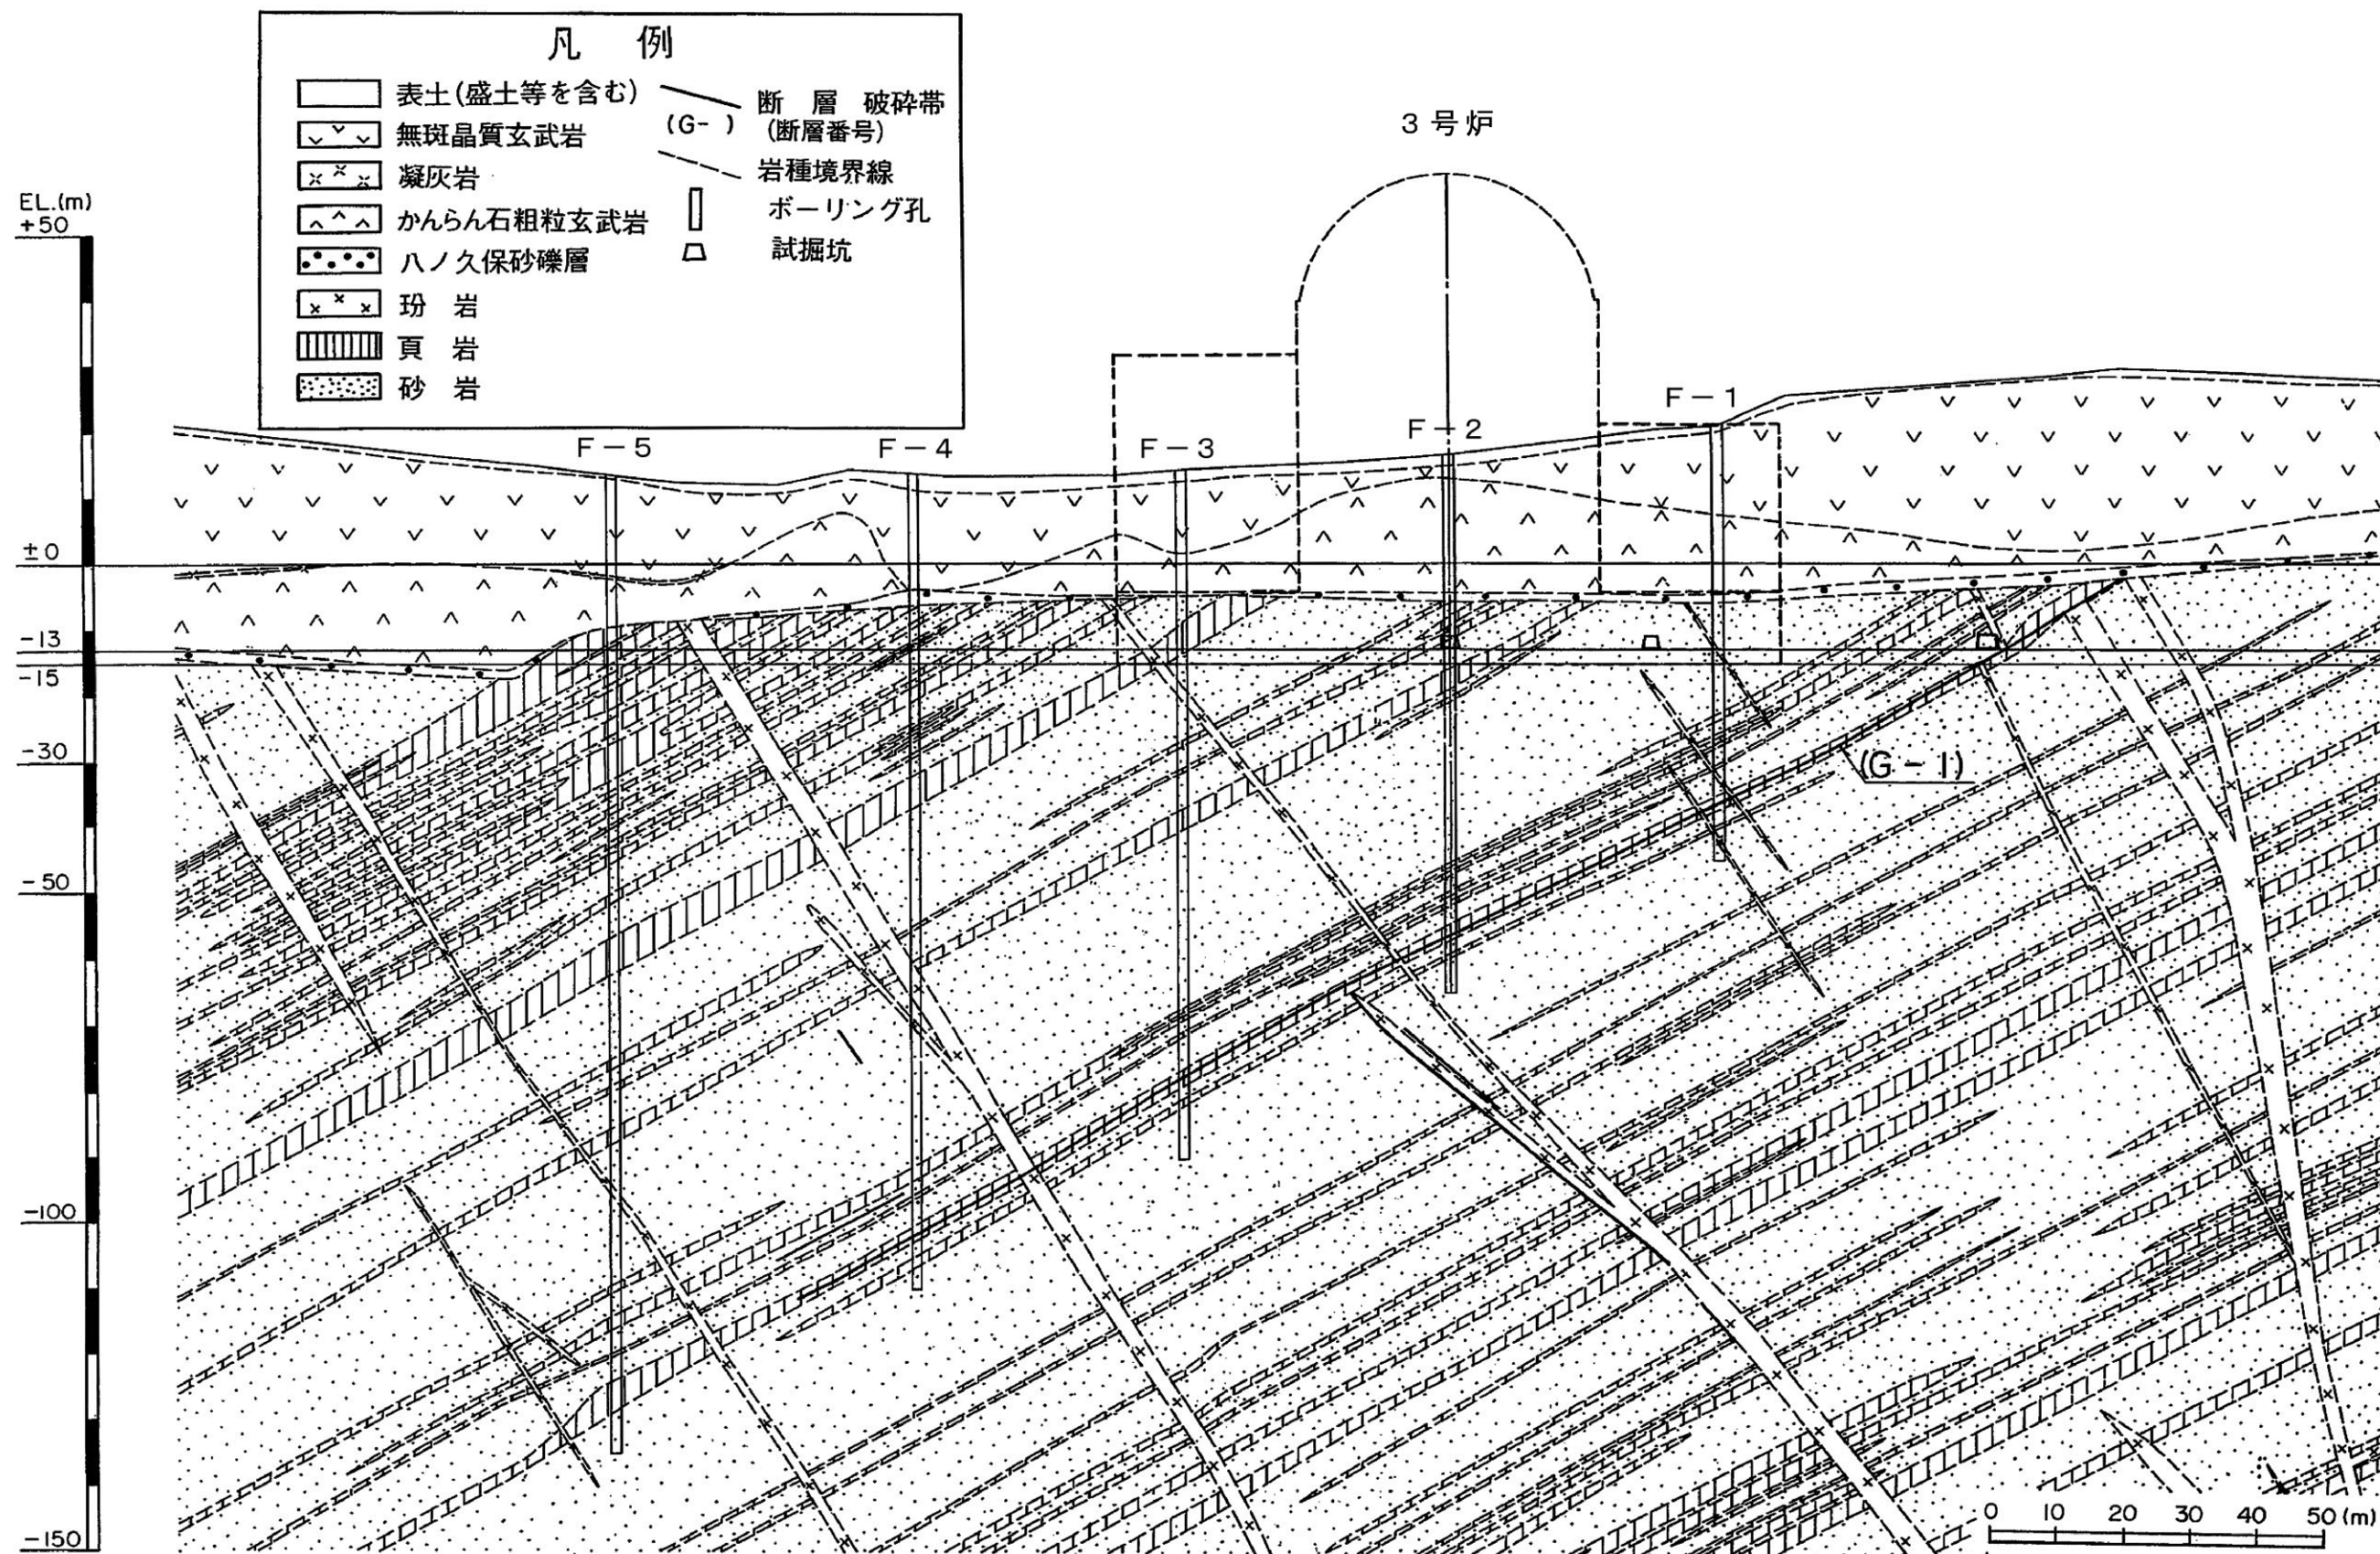 凡 例
表土(盛土等を含む)
無斑晶質玄武岩
凝灰岩
かんらん石粗粒玄武岩
八ノ久保砂礫層
玢 岩
頁 岩
砂 岩
断 層 破砕帯
(G- ) (断層番号)
岩種境界線
ボーリング孔
試掘坑
3号炉
EL.(m)
+50
±0
-13
-15
-30
-50
-100
-150
F-5
F-4
F-3
F-2
F-1
(G-1)
0 10 20 30 40 50(m)